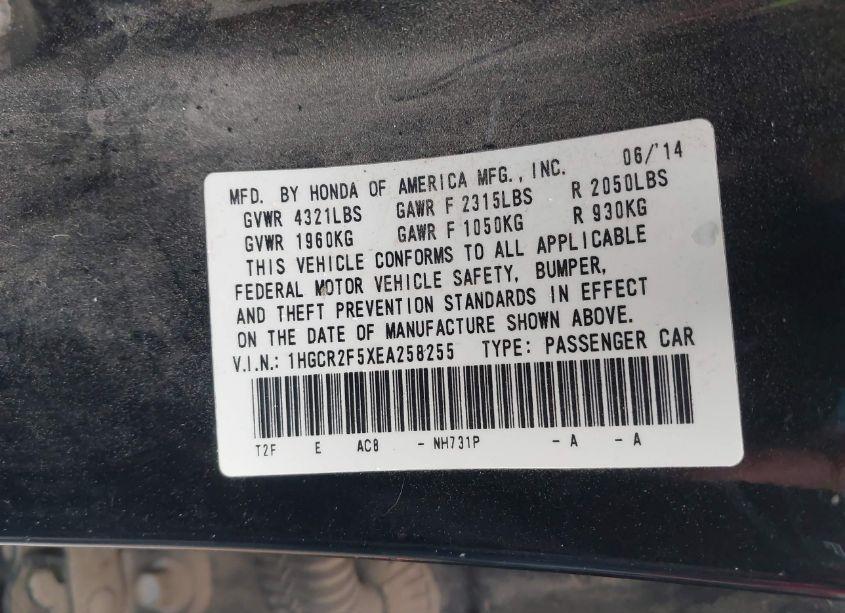 MFD. BY HONDA OF AMERICA MFG., INC. 06/'14
GVWR 4321LBS GAWR F 2315LBS R 2050LBS
GVWR 1960KG GAWR F 1050KG R 930KG
THIS VEHICLE CONFORMS TO ALL APPLICABLE
FEDERAL MOTOR VEHICLE SAFETY, BUMPER,
AND THEFT PREVENTION STANDARDS IN EFFECT
ON THE DATE OF MANUFACTURE SHOWN ABOVE.
V.I.N.: 1HGCR2F5XEA258255 TYPE: PASSENGER CAR
T2F E AC8 - NH731P - A - A